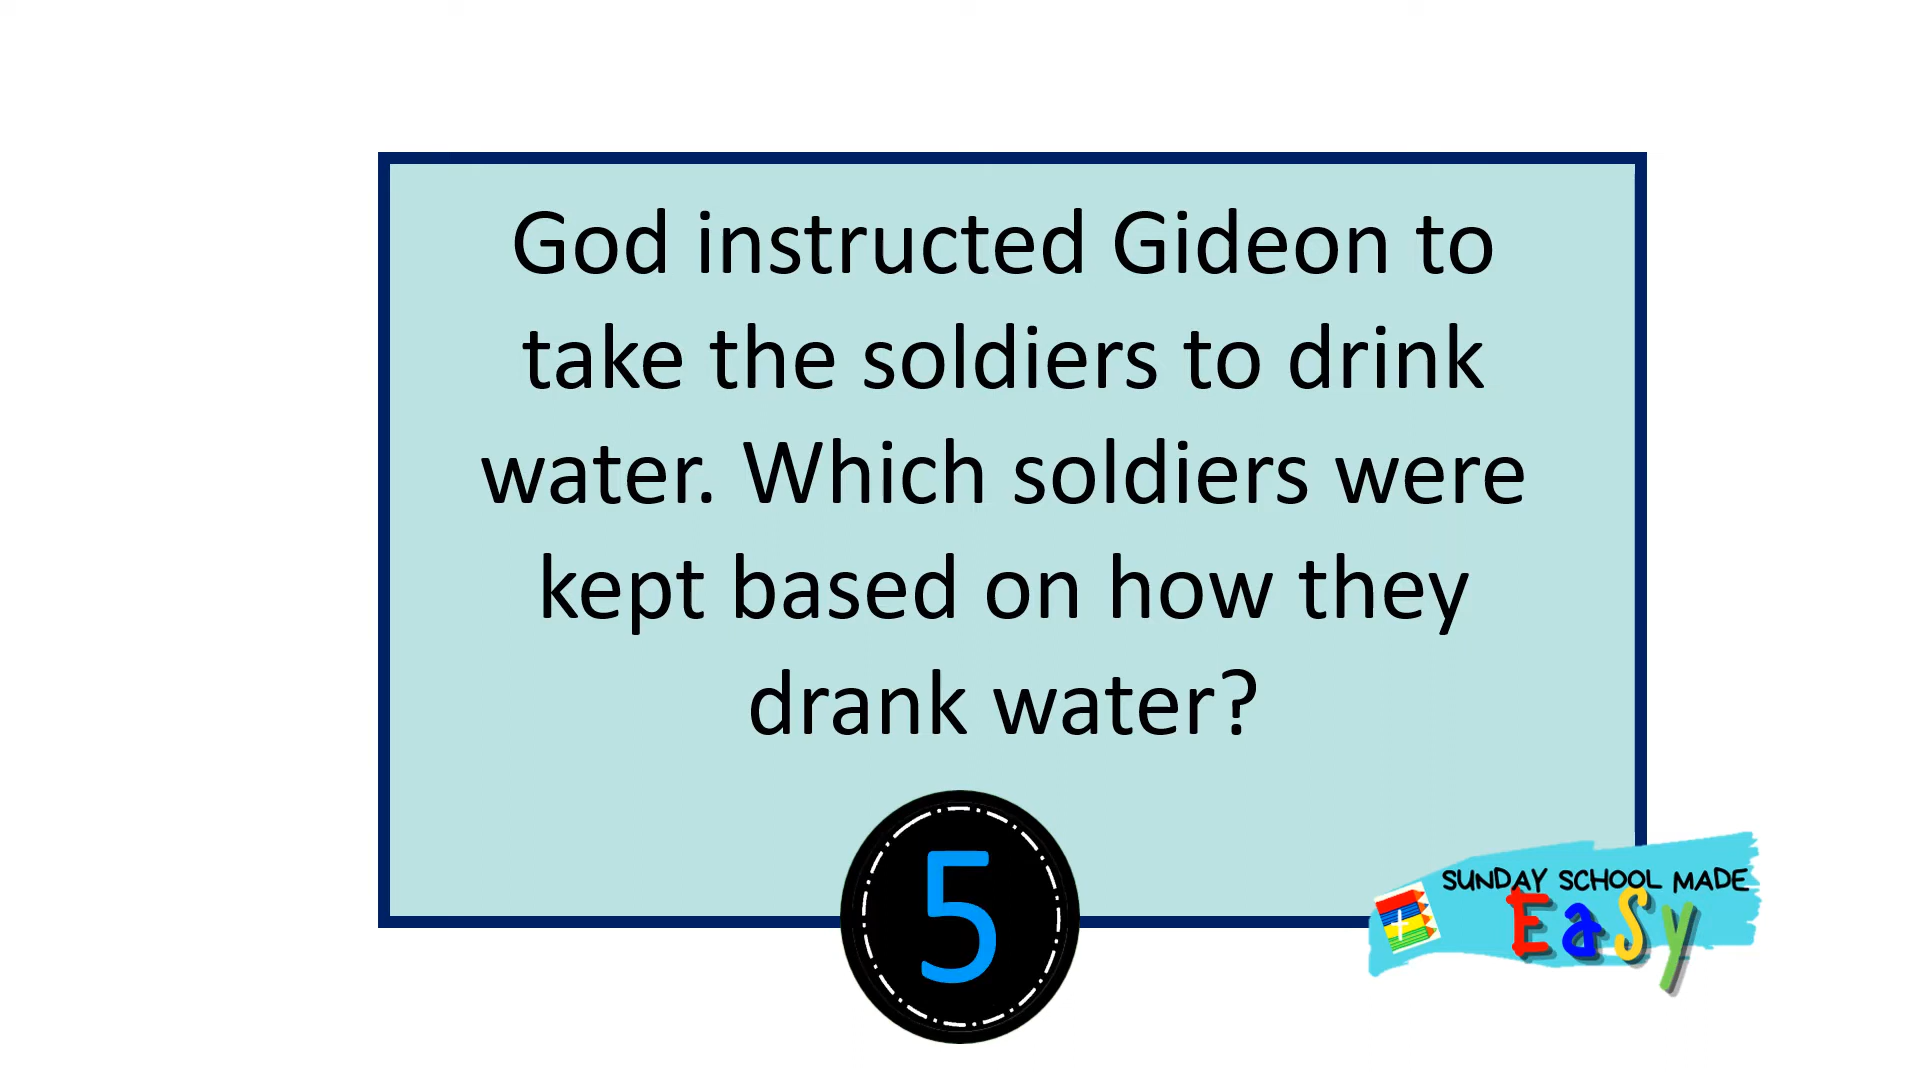 God instructed Gideon to
take the soldiers to drink
water. Which soldiers were
kept based on how they
drank water?
5
SUNDAY SCHOOL MADE
EaSy